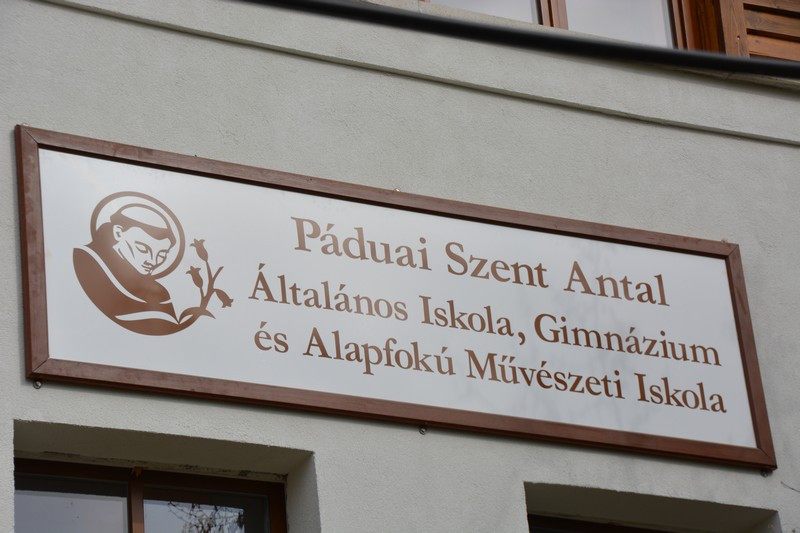 Páduai Szent Antal
Általános Iskola, Gimnázium
és Alapfokú Művészeti Iskola